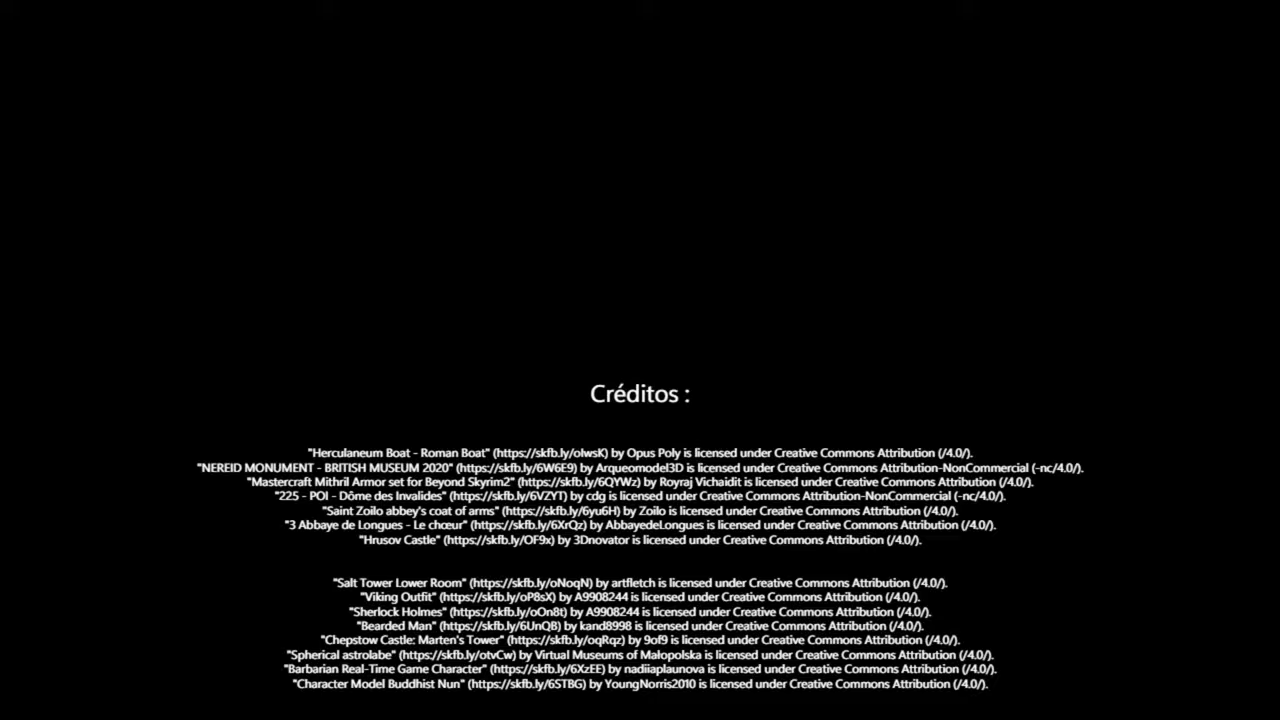 Créditos :
"Herculaneum Boat - Roman Boat" (https://skfb.ly/olwsK) by Opus Poly is licensed under Creative Commons Attribution (/4.0/).
"NEREID MONUMENT - BRITISH MUSEUM 2020" (https://skfb.ly/6W6E9) by Arqueomodel3D is licensed under Creative Commons Attribution-NonCommercial (-nc/4.0/).
"Mastercraft Mithril Armor set for Beyond Skyrim2" (https://skfb.ly/6QYWz) by Royraj Vichaidit is licensed under Creative Commons Attribution (/4.0/).
"225 - POI - Dôme des Invalides" (https://skfb.ly/6VZYT) by cdg is licensed under Creative Commons Attribution-NonCommercial (-nc/4.0/).
"Saint Zoilo abbey's coat of arms" (https://skfb.ly/6yu6H) by Zoilo is licensed under Creative Commons Attribution (/4.0/).
"3 Abbaye de Longues - Le chœur" (https://skfb.ly/6XrQz) by AbbayedeLongues is licensed under Creative Commons Attribution (/4.0/).
"Hrusov Castle" (https://skfb.ly/OF9x) by 3Dnovator is licensed under Creative Commons Attribution (/4.0/).
"Salt Tower Lower Room" (https://skfb.ly/oNoqN) by artfletch is licensed under Creative Commons Attribution (/4.0/).
"Viking Outfit" (https://skfb.ly/oP8sX) by A9908244 is licensed under Creative Commons Attribution (/4.0/).
"Sherlock Holmes" (https://skfb.ly/oOn8t) by A9908244 is licensed under Creative Commons Attribution (/4.0/).
"Bearded Man" (https://skfb.ly/6UnQB) by kand8998 is licensed under Creative Commons Attribution (/4.0/).
"Chepstow Castle: Marten's Tower" (https://skfb.ly/oqRqz) by 9of9 is licensed under Creative Commons Attribution (/4.0/).
"Spherical astrolabe" (https://skfb.ly/otvCw) by Virtual Museums of Małopolska is licensed under Creative Commons Attribution (/4.0/).
"Barbarian Real-Time Game Character" (https://skfb.ly/6XzEE) by nadiiaplaunova is licensed under Creative Commons Attribution (/4.0/).
"Character Model Buddhist Nun" (https://skfb.ly/6STBG) by YoungNorris2010 is licensed under Creative Commons Attribution (/4.0/).